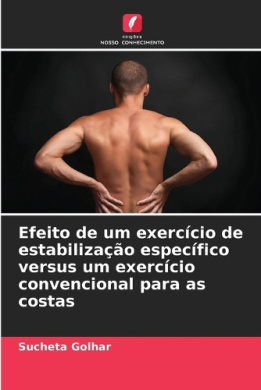 edições
NOSSO CONHECIMENTO
Efeito de um exercício de
estabilização específico
versus um exercício
convencional para as
costas
Sucheta Golhar